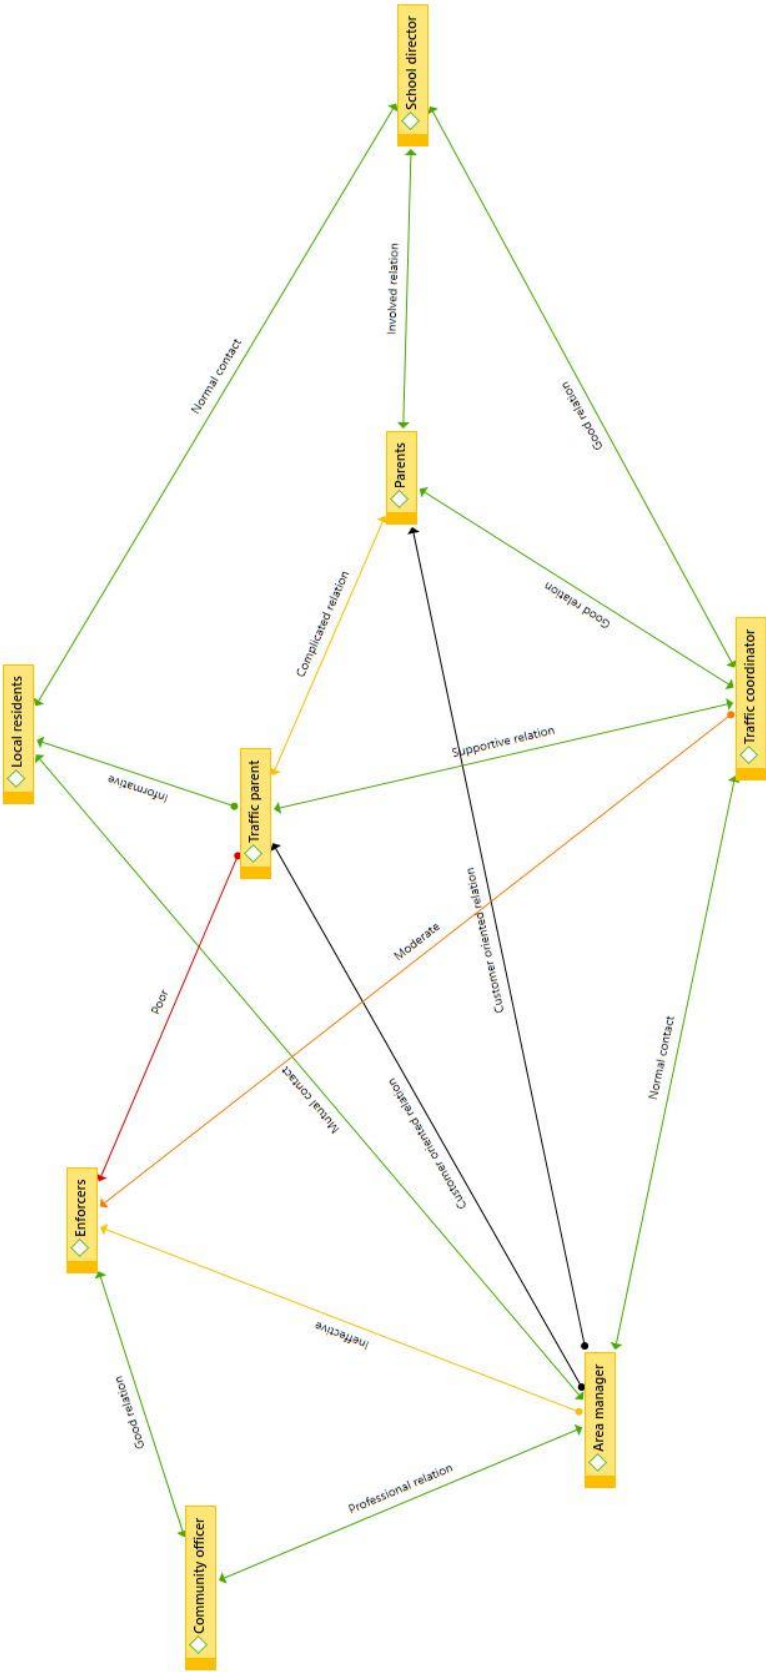 School director
Normal contact
Involved relation
Good relation
Parents
Good relation
Complicated relation
Local residents
Traffic coordinator
Informative
Traffic parent
Supportive relation
Poor
Moderate
Customer oriented relation
Normal contact
Mutual contact
Customer oriented relation
Enforcers
Ineffective
Good relation
Area manager
Professional relation
Community officer